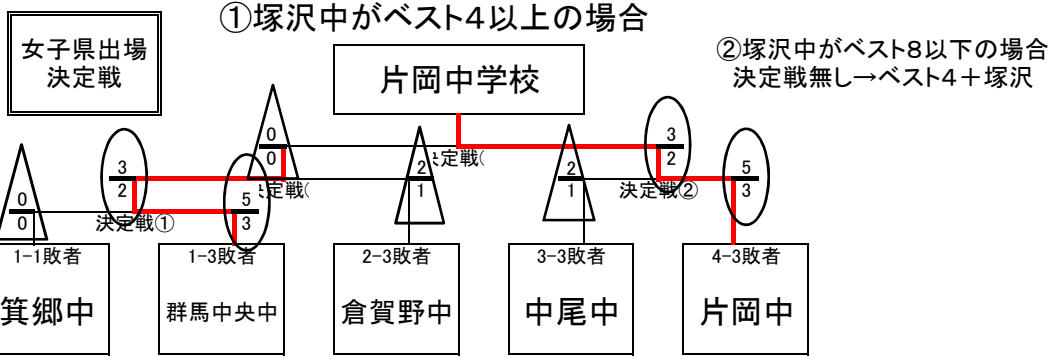 ①塚沢中がベスト4以上の場合
女子県出場
決定戦
②塚沢中がベスト8以下の場合
決定戦無し→ベスト4＋塚沢
片岡中学校
0
0
3
2
決定戦(
3
2
2
1
2
1
5
3
決定戦(
決定戦②
0
0
5
3
決定戦①
1-1敗者
1-3敗者
2-3敗者
3-3敗者
4-3敗者
箕郷中
群馬中央中
倉賀野中
中尾中
片岡中